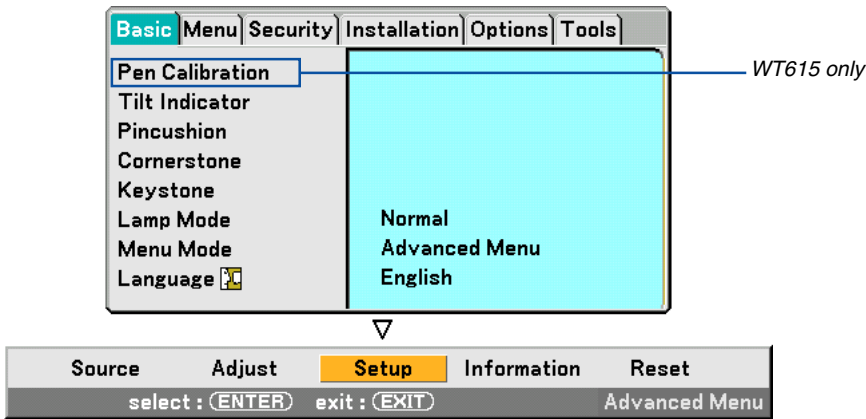 Basic Menu Security Installation Options Tools
Pen Calibration
WT615 only
Tilt Indicator
Pincushion
Cornerstone
Keystone
Lamp Mode Normal
Menu Mode Advanced Menu
Language English
Source Adjust Setup Information Reset
select : (ENTER) exit : (EXIT) Advanced Menu